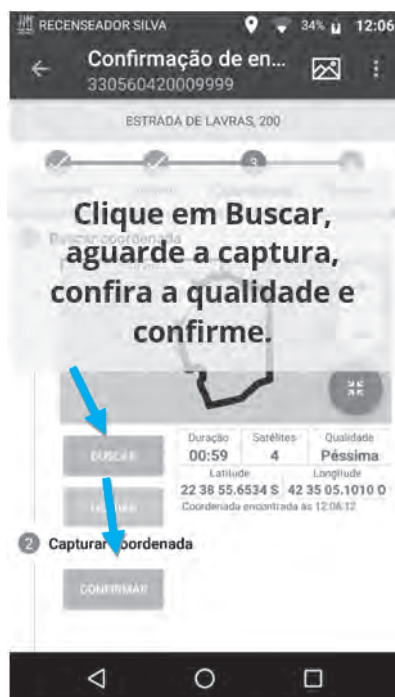 RECENSEADOR SILVA 34% 12:06
Confirmação de en...
330560420009999
ESTRADA DE LAVRAS, 200
3
Clique em Buscar,
aguarde a captura,
confira a qualidade e
confirme.
BUSCAR
Duração Satélites Qualidade
00:59 4 Péssima
Latitude Longitude
22 38 55.6534 S 42 35 05.1010 O
Coordenada encontrada às 12:06:12
2 Capturar coordenada
CONFIRMAR